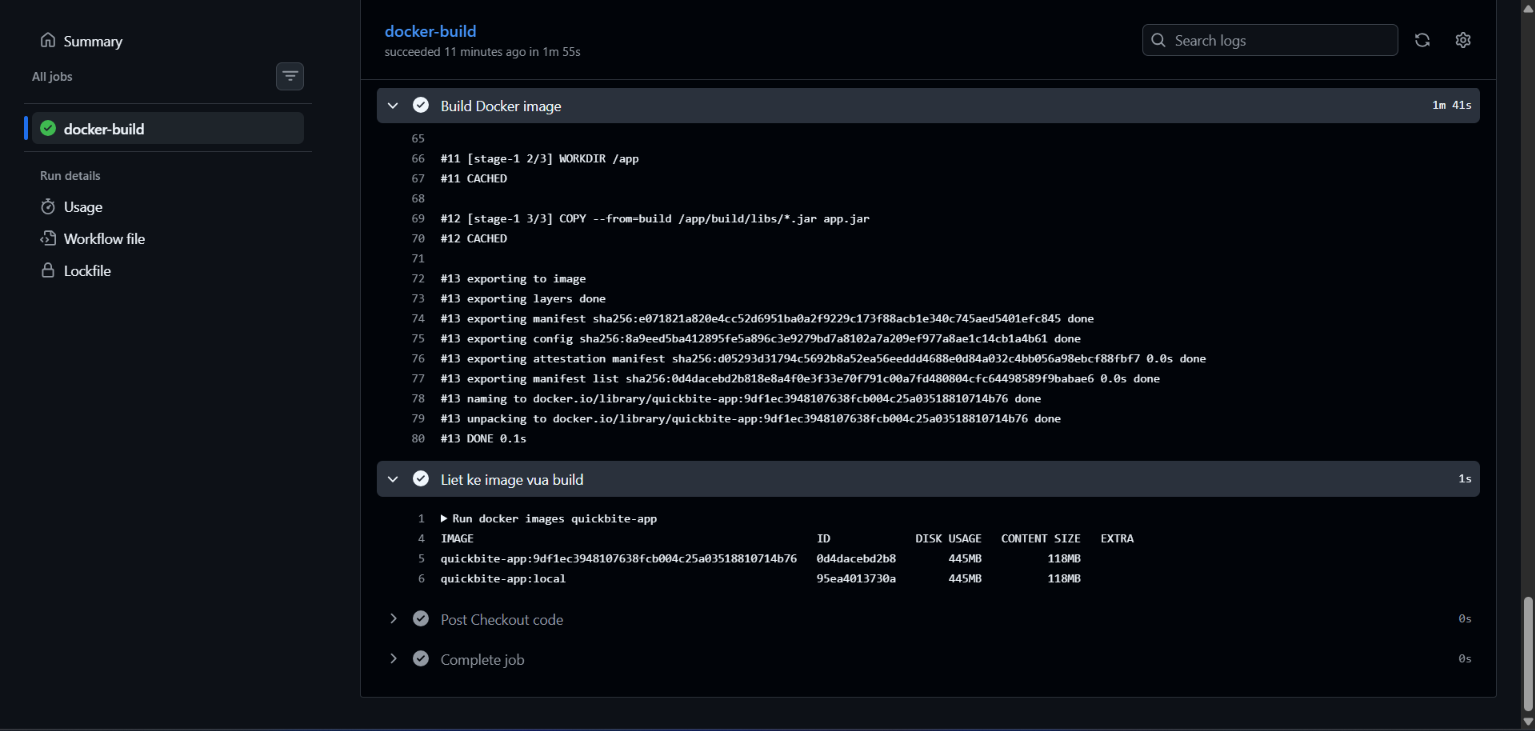 Summary
All jobs
docker-build
Run details
Usage
Workflow file
Lockfile
docker-build
succeeded 11 minutes ago in 1m 55s
Search logs
Build Docker image 1m 41s
65
66 #11 [stage-1 2/3] WORKDIR /app
67 #11 CACHED
68
69 #12 [stage-1 3/3] COPY --from=build /app/build/libs/*.jar app.jar
70 #12 CACHED
71
72 #13 exporting to image
73 #13 exporting layers done
74 #13 exporting manifest sha256:e071821a820e4cc52d6951ba0a2f9229c173f88acb1e340c745aed5401efc845 done
75 #13 exporting config sha256:8a9eed5ba412895fe5a896c3e9279bd7a8102a7a209ef977a8ae1c14cb1a4b61 done
76 #13 exporting attestation manifest sha256:d05293d31794c5692b8a52ea56eeddd4688e0d84a032c4bb056a98ebcf88fbf7 0.0s done
77 #13 exporting manifest list sha256:0d4dacebd2b818e8a4f0e3f33e70f791c00a7fd480804cfc64498589f9babae6 0.0s done
78 #13 naming to docker.io/library/quickbite-app:9df1ec3948107638fcb004c25a03518810714b76 done
79 #13 unpacking to docker.io/library/quickbite-app:9df1ec3948107638fcb004c25a03518810714b76 done
80 #13 DONE 0.1s
Liet ke image vua build 1s
1 Run docker images quickbite-app
4 IMAGE ID DISK USAGE CONTENT SIZE EXTRA
5 quickbite-app:9df1ec3948107638fcb004c25a03518810714b76 0d4dacebd2b8 445MB 118MB
6 quickbite-app:local 95ea4013730a 445MB 118MB
Post Checkout code 0s
Complete job 0s